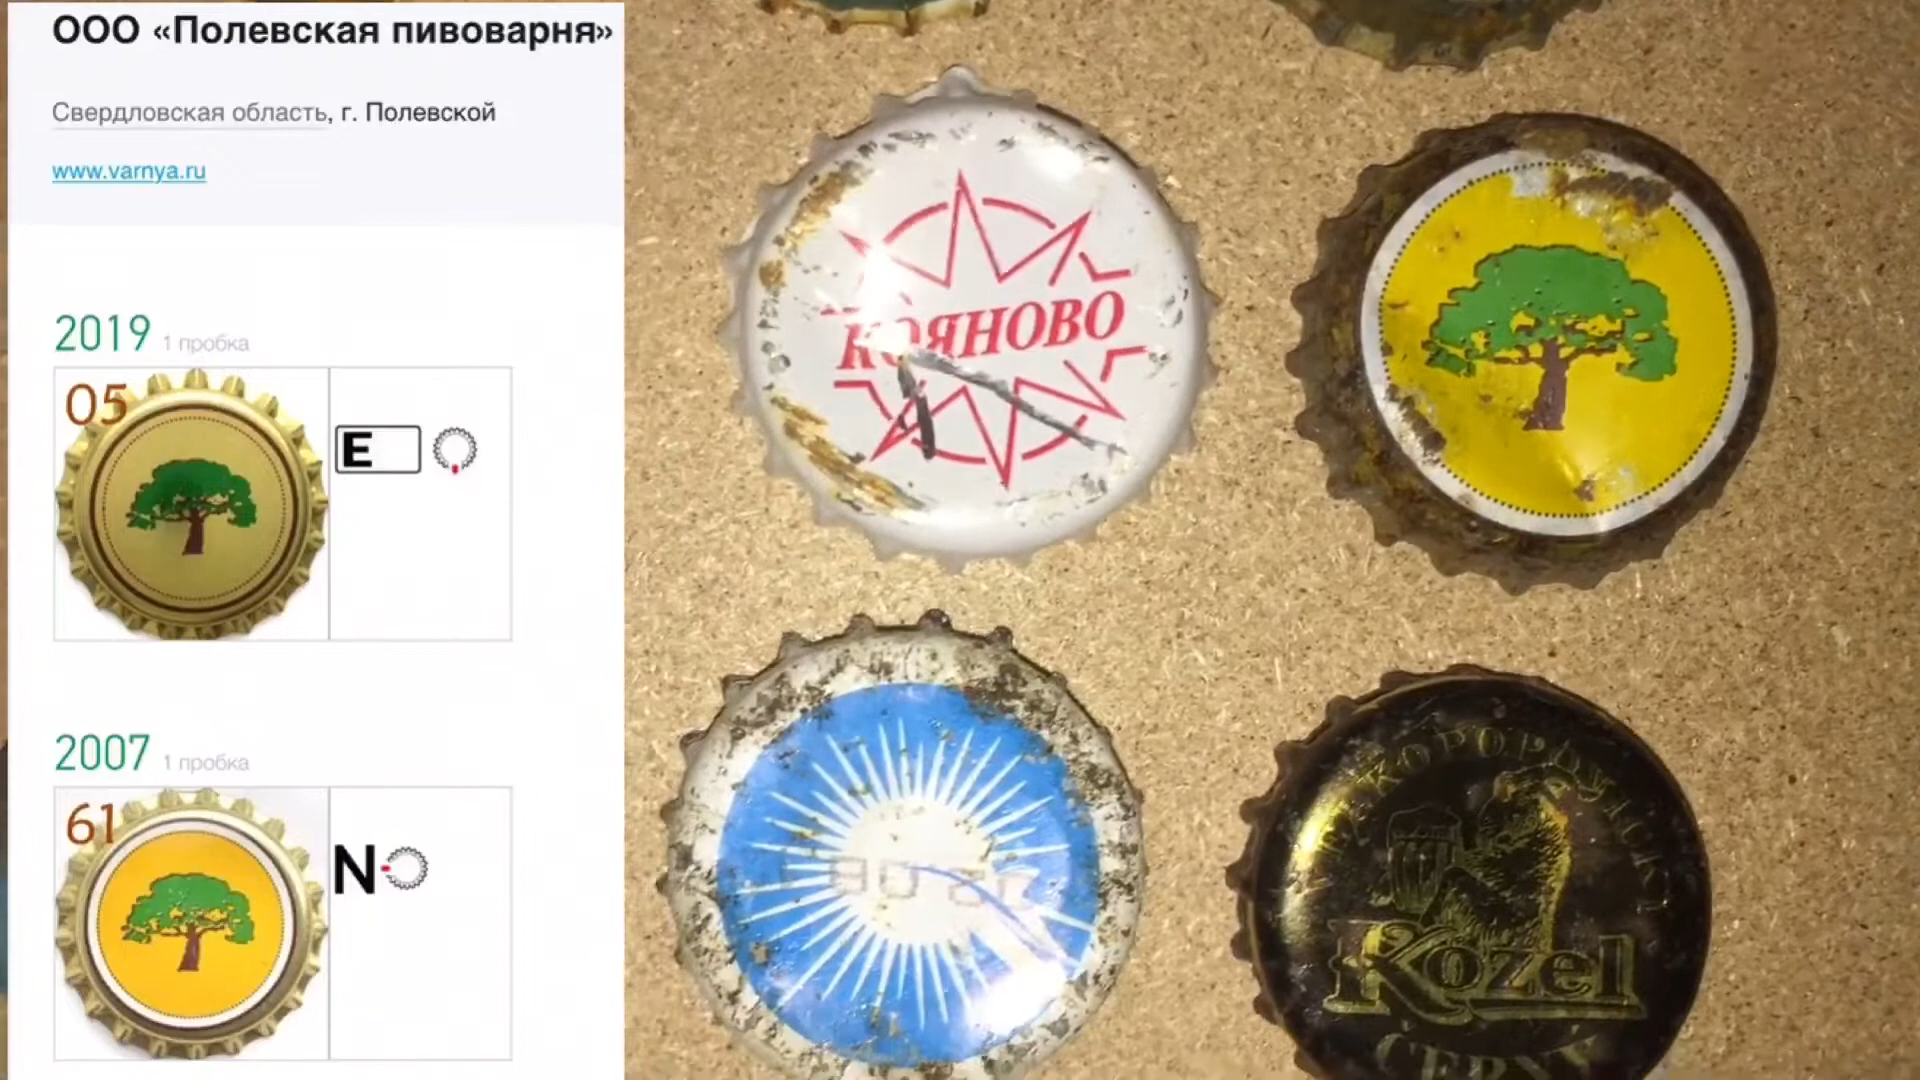 ООО «Полевская пивоварня»
Свердловская область, г. Полевской
www.varnya.ru
2019 1 пробка
05
E
2007 1 пробка
61
N
КОЯНОВО
Kozel
ČERNÝ